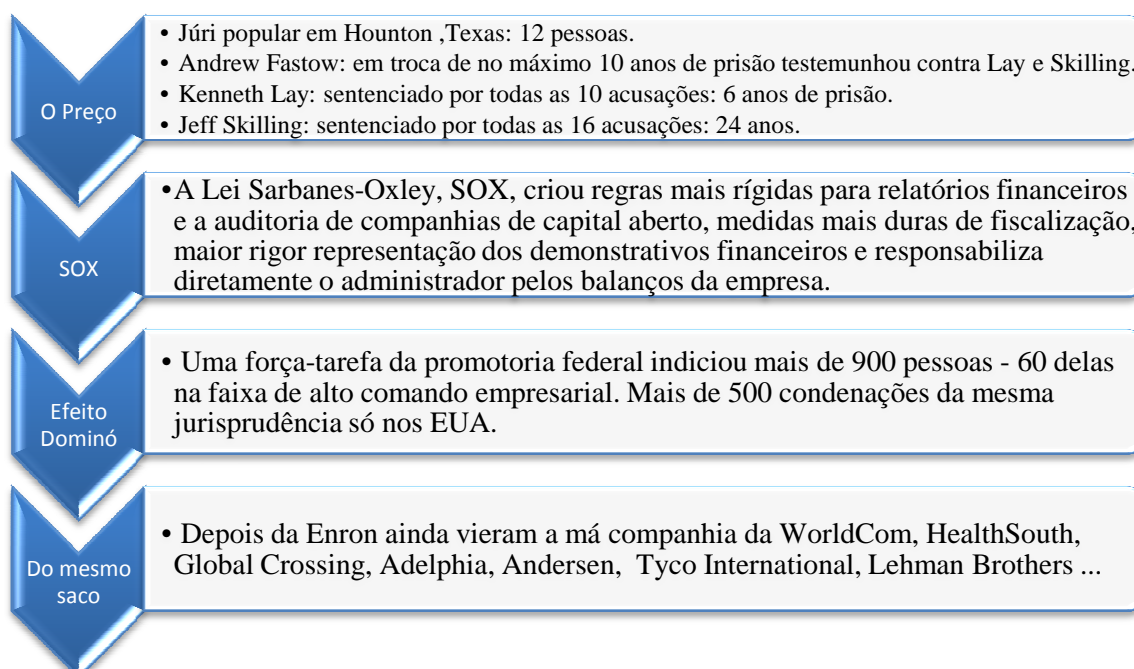 O Preço
• Júri popular em Hounton ,Texas: 12 pessoas.
• Andrew Fastow: em troca de no máximo 10 anos de prisão testemunhou contra Lay e Skilling.
• Kenneth Lay: sentenciado por todas as 10 acusações: 6 anos de prisão.
• Jeff Skilling: sentenciado por todas as 16 acusações: 24 anos.
SOX
•A Lei Sarbanes-Oxley, SOX, criou regras mais rígidas para relatórios financeiros
e a auditoria de companhias de capital aberto, medidas mais duras de fiscalização,
maior rigor representação dos demonstrativos financeiros e responsabiliza
diretamente o administrador pelos balanços da empresa.
Efeito
Dominó
• Uma força-tarefa da promotoria federal indiciou mais de 900 pessoas - 60 delas
na faixa de alto comando empresarial. Mais de 500 condenações da mesma
jurisprudência só nos EUA.
Do mesmo
saco
• Depois da Enron ainda vieram a má companhia da WorldCom, HealthSouth,
Global Crossing, Adelphia, Andersen, Tyco International, Lehman Brothers ...